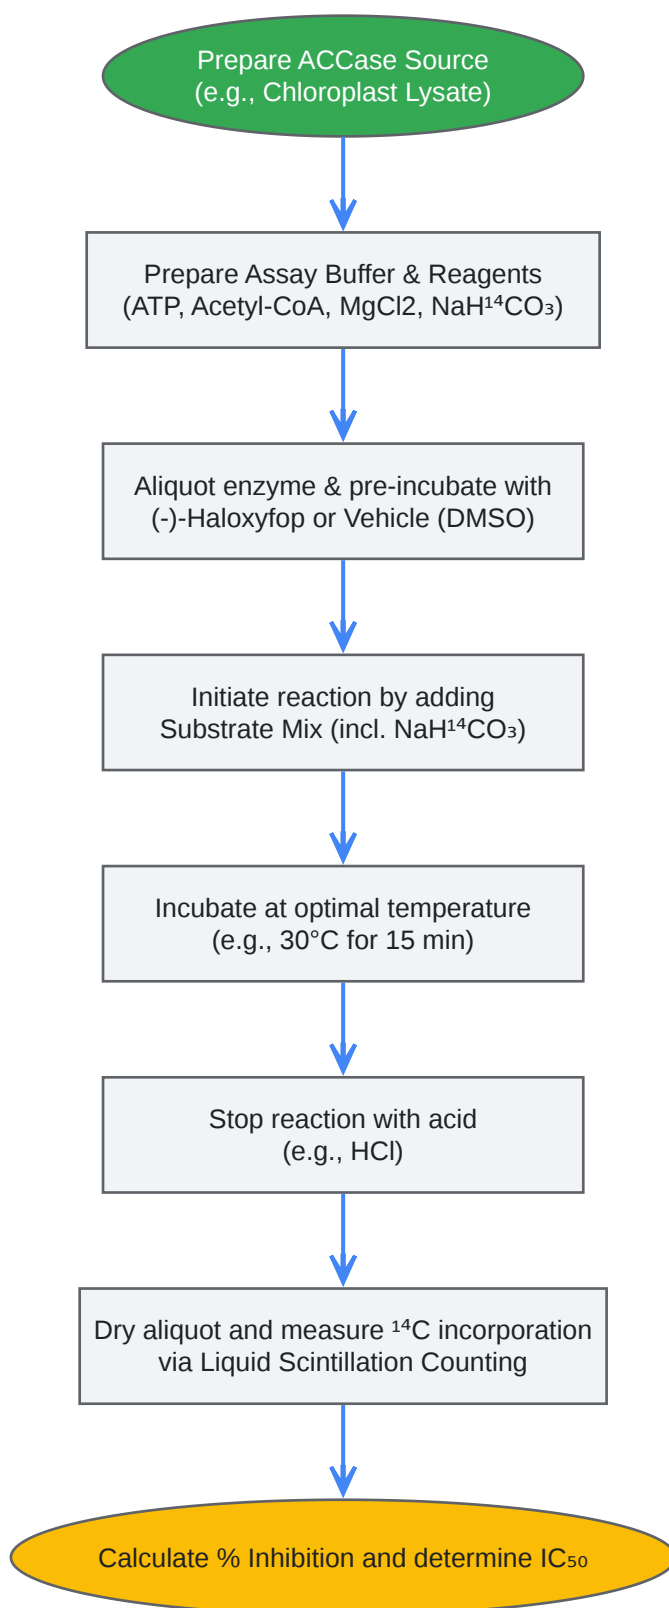 Prepare ACCase Source
(e.g., Chloroplast Lysate)
Prepare Assay Buffer & Reagents
(ATP, Acetyl-CoA, MgCl2, NaH¹⁴CO₃)
Aliquot enzyme & pre-incubate with
(-)-Haloxyfop or Vehicle (DMSO)
Initiate reaction by adding
Substrate Mix (incl. NaH¹⁴CO₃)
Incubate at optimal temperature
(e.g., 30°C for 15 min)
Stop reaction with acid
(e.g., HCl)
Dry aliquot and measure ¹⁴C incorporation
via Liquid Scintillation Counting
Calculate % Inhibition and determine IC₅₀